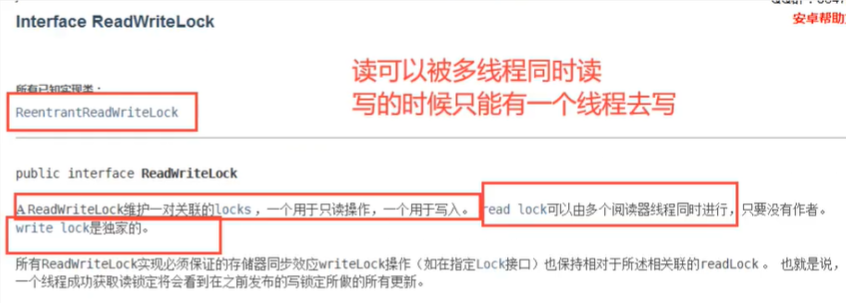 安卓帮助
Interface ReadWriteLock
读可以被多线程同时读
写的时候只能有一个线程去写
所有已知实现类：
ReentrantReadWriteLock
public interface ReadWriteLock
A ReadWriteLock维护一对关联的locks ，一个用于只读操作，一个用于写入。 read lock可以由多个阅读器线程同时进行，只要没有作者。
write lock是独家的。
所有ReadWriteLock实现必须保证的存储器同步效应writeLock操作（如在指定Lock接口）也保持相对于所述相关联的readLock 。 也就是说，
一个线程成功获取读锁定将会看到在之前发布的写锁定所做的所有更新。